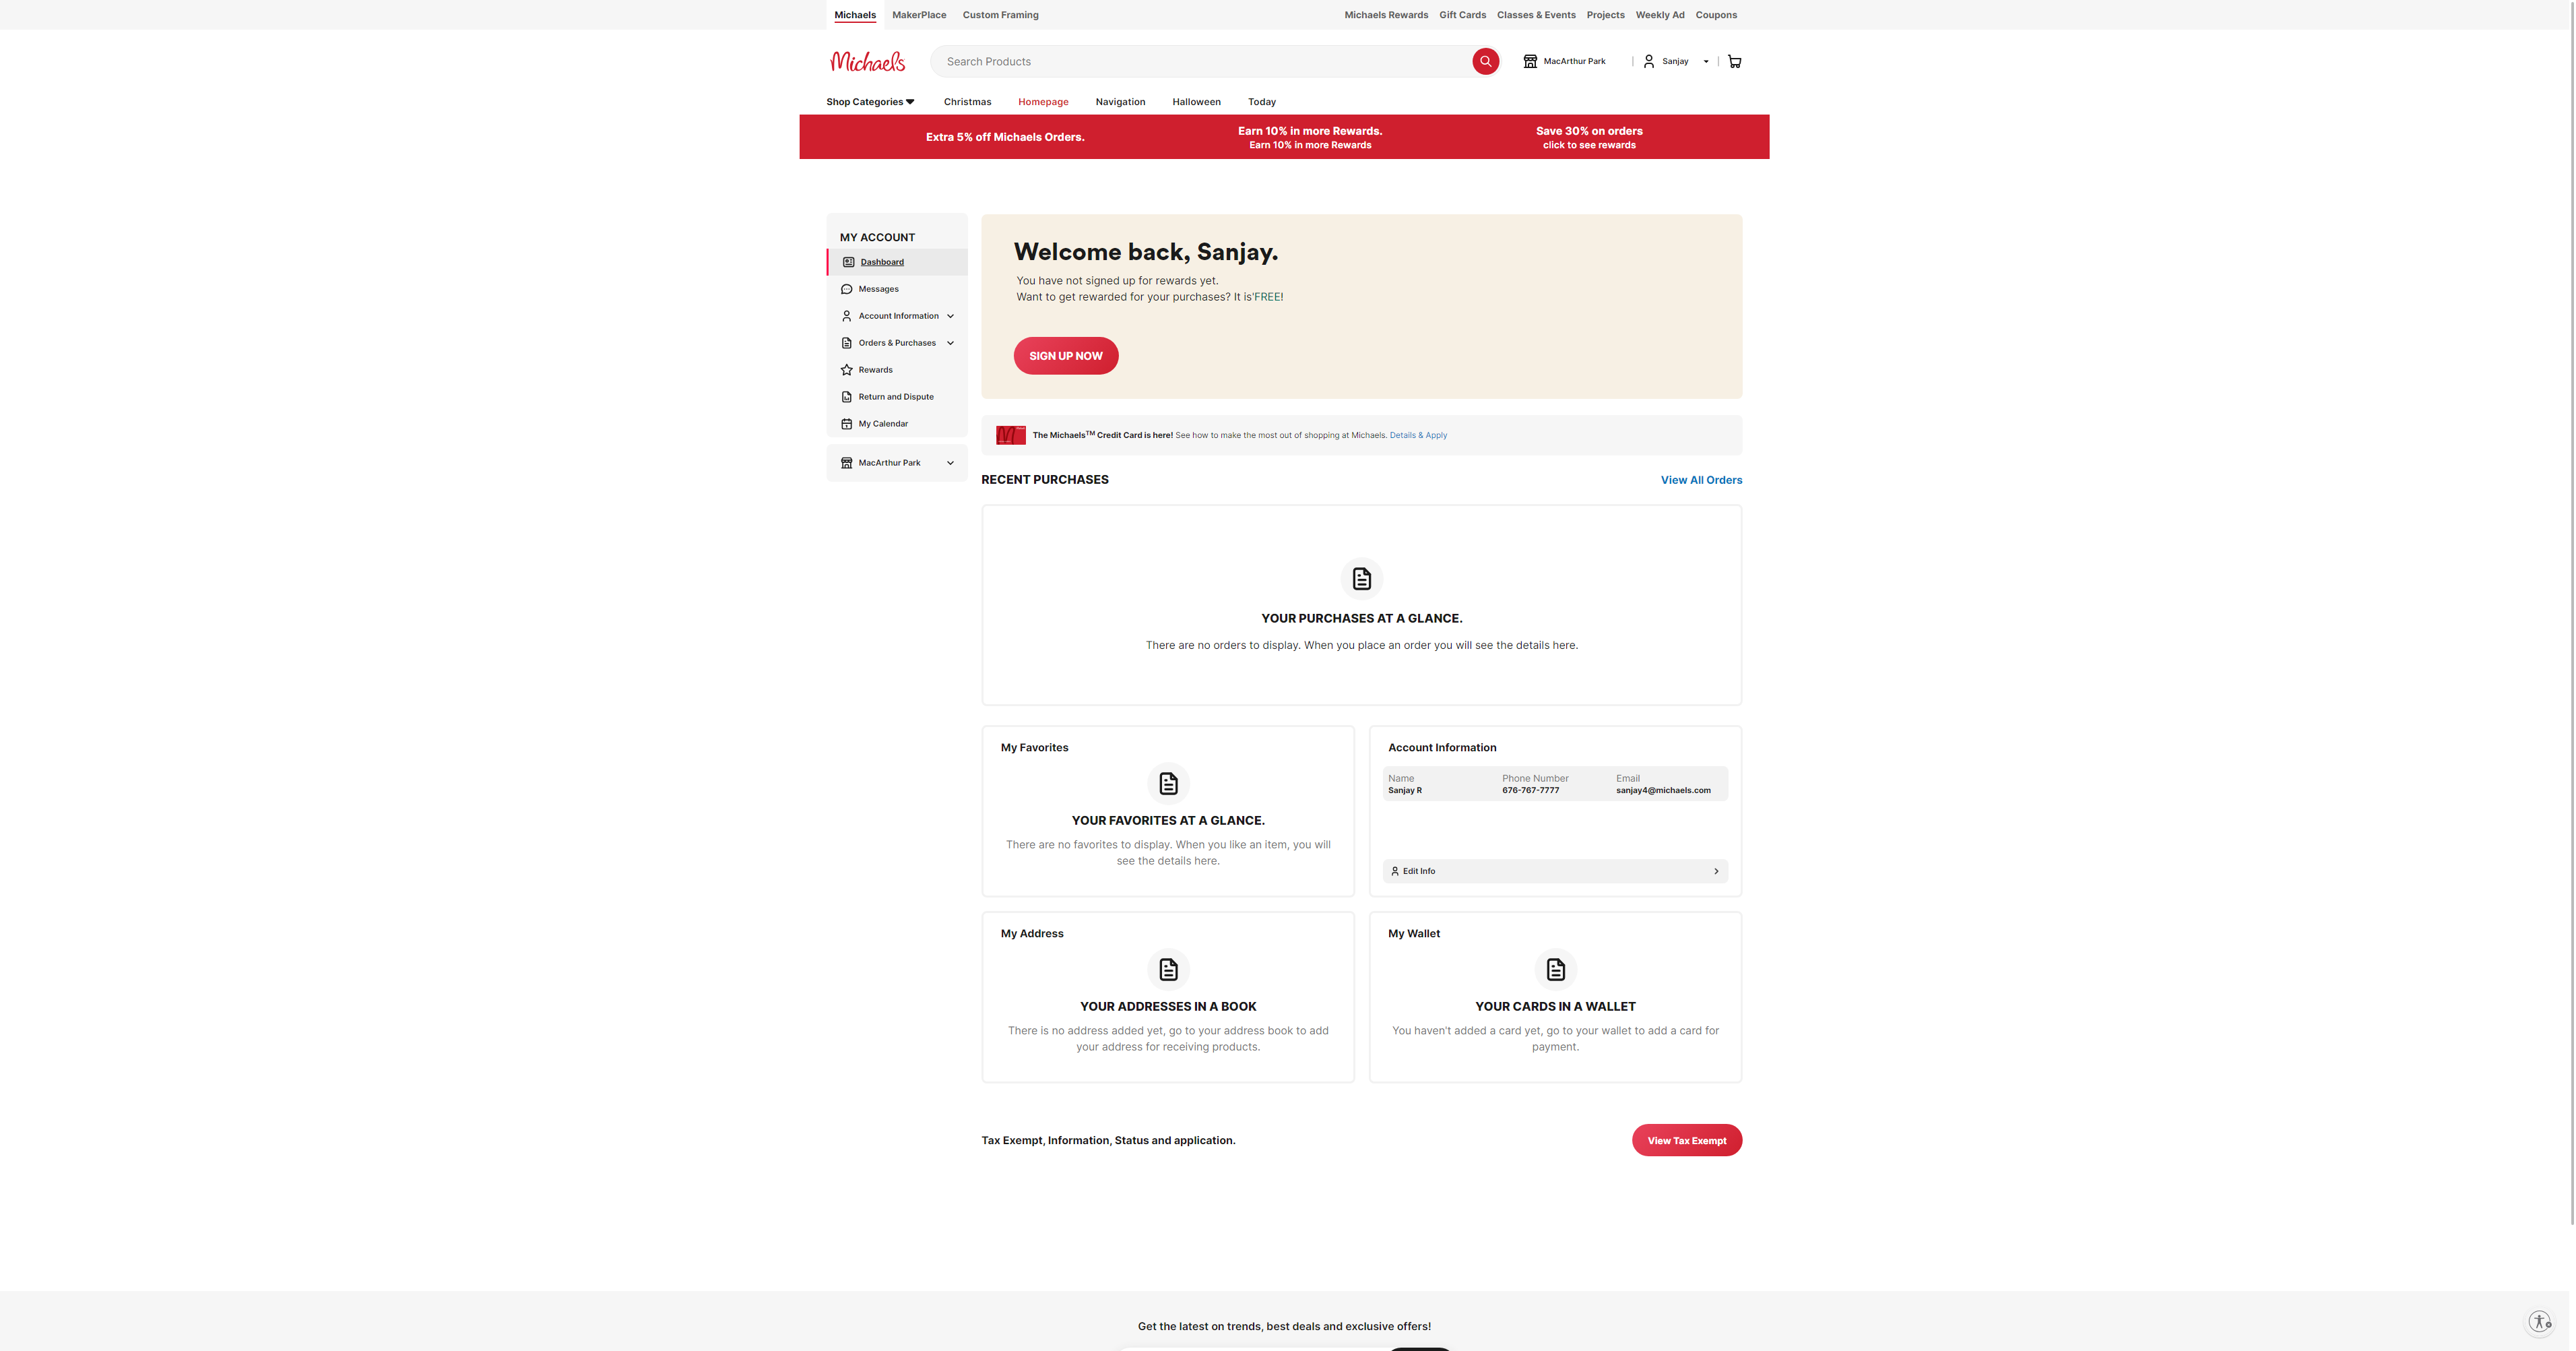 Michaels MakerPlace Custom Framing Michaels Rewards Gift Cards Classes & Events Projects Weekly Ad Coupons
Michaels Search Products MacArthur Park Sanjay
Shop Categories Christmas Homepage Navigation Halloween Today
Extra 5% off Michaels Orders.
Earn 10% in more Rewards.
Earn 10% in more Rewards
Save 30% on orders
click to see rewards
MY ACCOUNT
Dashboard
Messages
Account Information
Orders & Purchases
Rewards
Return and Dispute
My Calendar
MacArthur Park
Welcome back, Sanjay.
You have not signed up for rewards yet.
Want to get rewarded for your purchases? It is'FREE!
SIGN UP NOW
The Michaels™ Credit Card is here! See how to make the most out of shopping at Michaels. Details & Apply
RECENT PURCHASES View All Orders
YOUR PURCHASES AT A GLANCE.
There are no orders to display. When you place an order you will see the details here.
My Favorites
YOUR FAVORITES AT A GLANCE.
There are no favorites to display. When you like an item, you will
see the details here.
Account Information
Name Phone Number Email
Sanjay R 676-767-7777 sanjay4@michaels.com
Edit Info
My Address
YOUR ADDRESSES IN A BOOK
There is no address added yet, go to your address book to add
your address for receiving products.
My Wallet
YOUR CARDS IN A WALLET
You haven't added a card yet, go to your wallet to add a card for
payment.
Tax Exempt, Information, Status and application. View Tax Exempt
Get the latest on trends, best deals and exclusive offers!